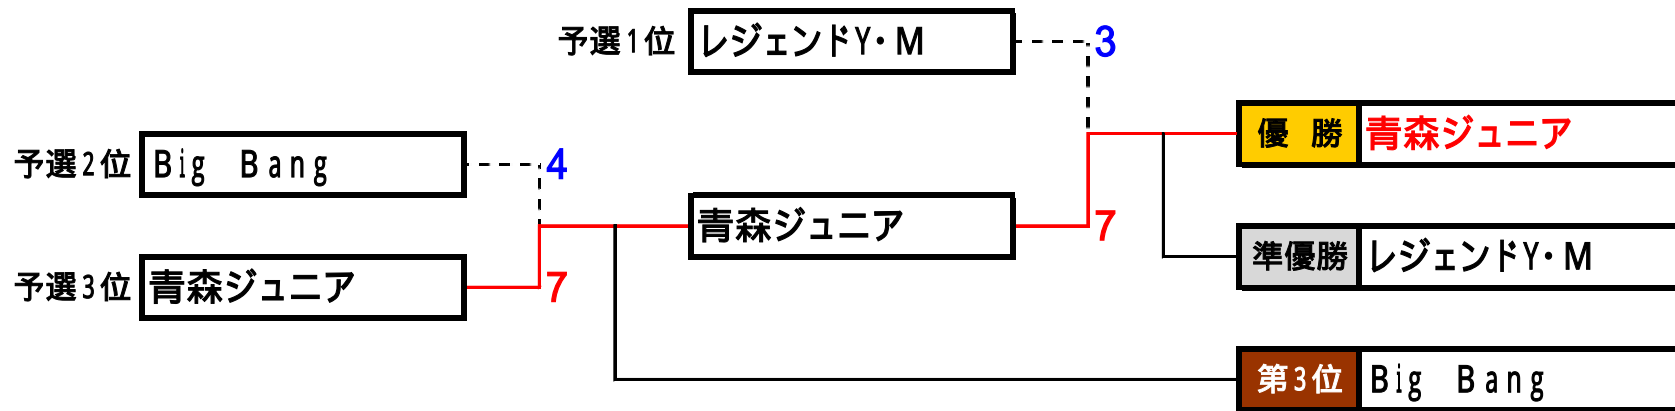 予選1位 レジェンドY・M 3
優 勝 青森ジュニア
予選2位 Big Bang 4
青森ジュニア 7
準優勝 レジェンドY・M
予選3位 青森ジュニア 7
第3位 Big Bang